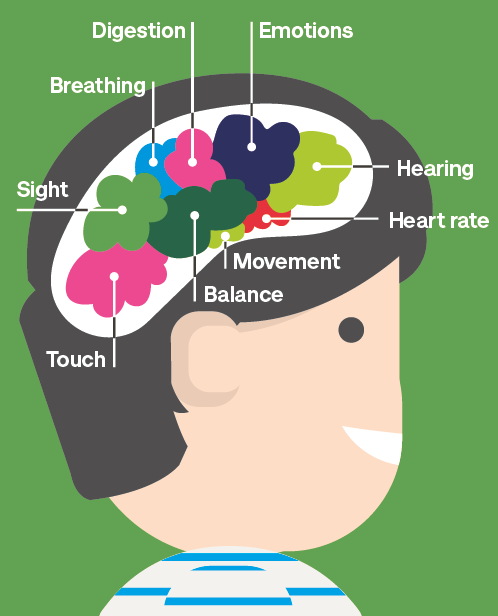 Digestion
Emotions
Breathing
Hearing
Sight
Heart rate
Movement
Balance
Touch